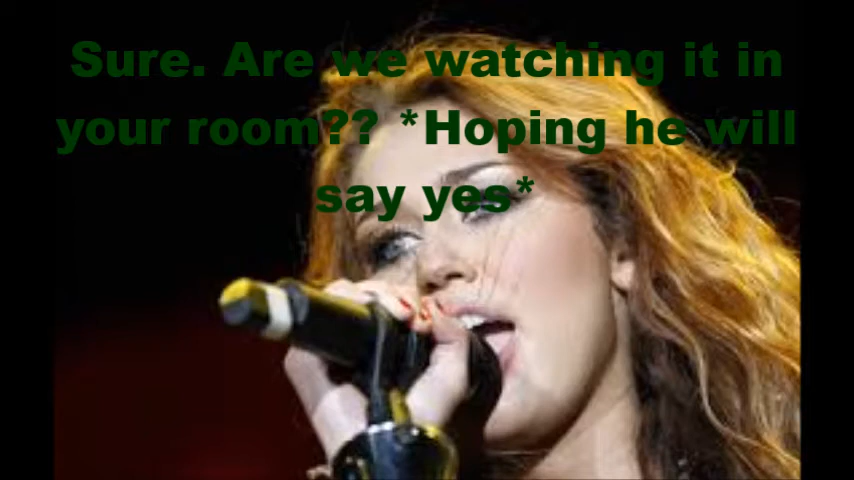 Sure. Are we watching it in
your room?? *Hoping he will
say yes*